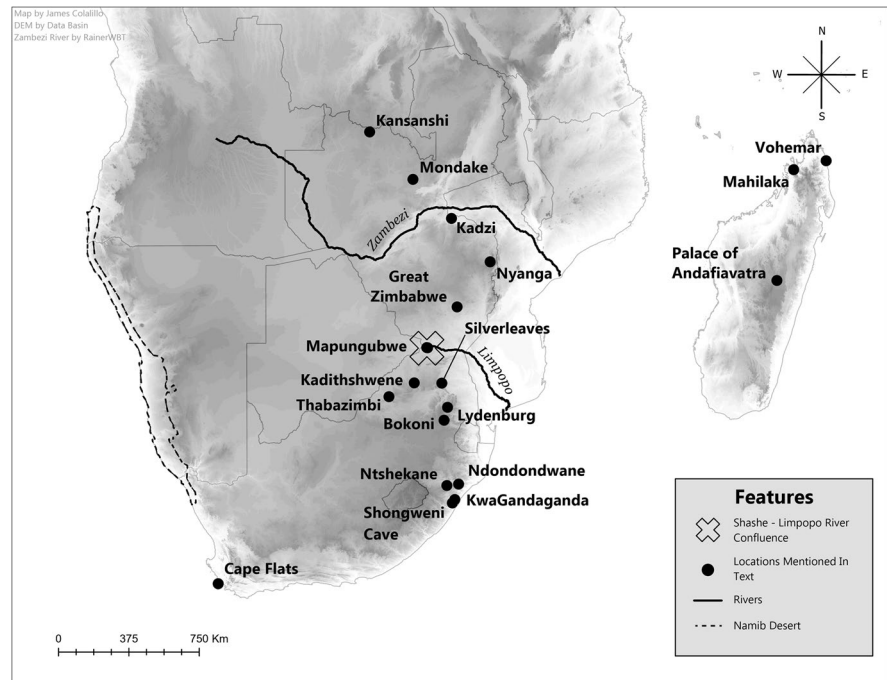 Map by James Colalillo
DEM by Data Basin
Zambezi River by RainerWBT
N
W
E
S
Kansanshi
Mondake
Vohemar
Mahilaka
Zambezi
Kadzi
Nyanga
Palace of
Andafiavatra
Great
Zimbabwe
Silverleaves
Mapungubwe
Limpopo
Kadithshwene
Thabazimbi
Lydenburg
Bokoni
Ntshekane
Ndondondwane
KwaGandaganda
Shongweni
Cave
Cape Flats
0
375
750 Km
Features
Shashe - Limpopo River
Confluence
Locations Mentioned In
Text
Rivers
Namib Desert